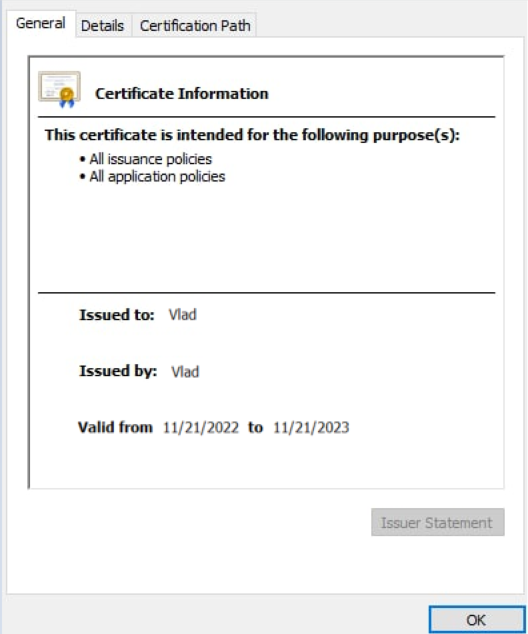 General Details Certification Path
Certificate Information
This certificate is intended for the following purpose(s):
• All issuance policies
• All application policies
Issued to: Vlad
Issued by: Vlad
Valid from 11/21/2022 to 11/21/2023
Issuer Statement
OK